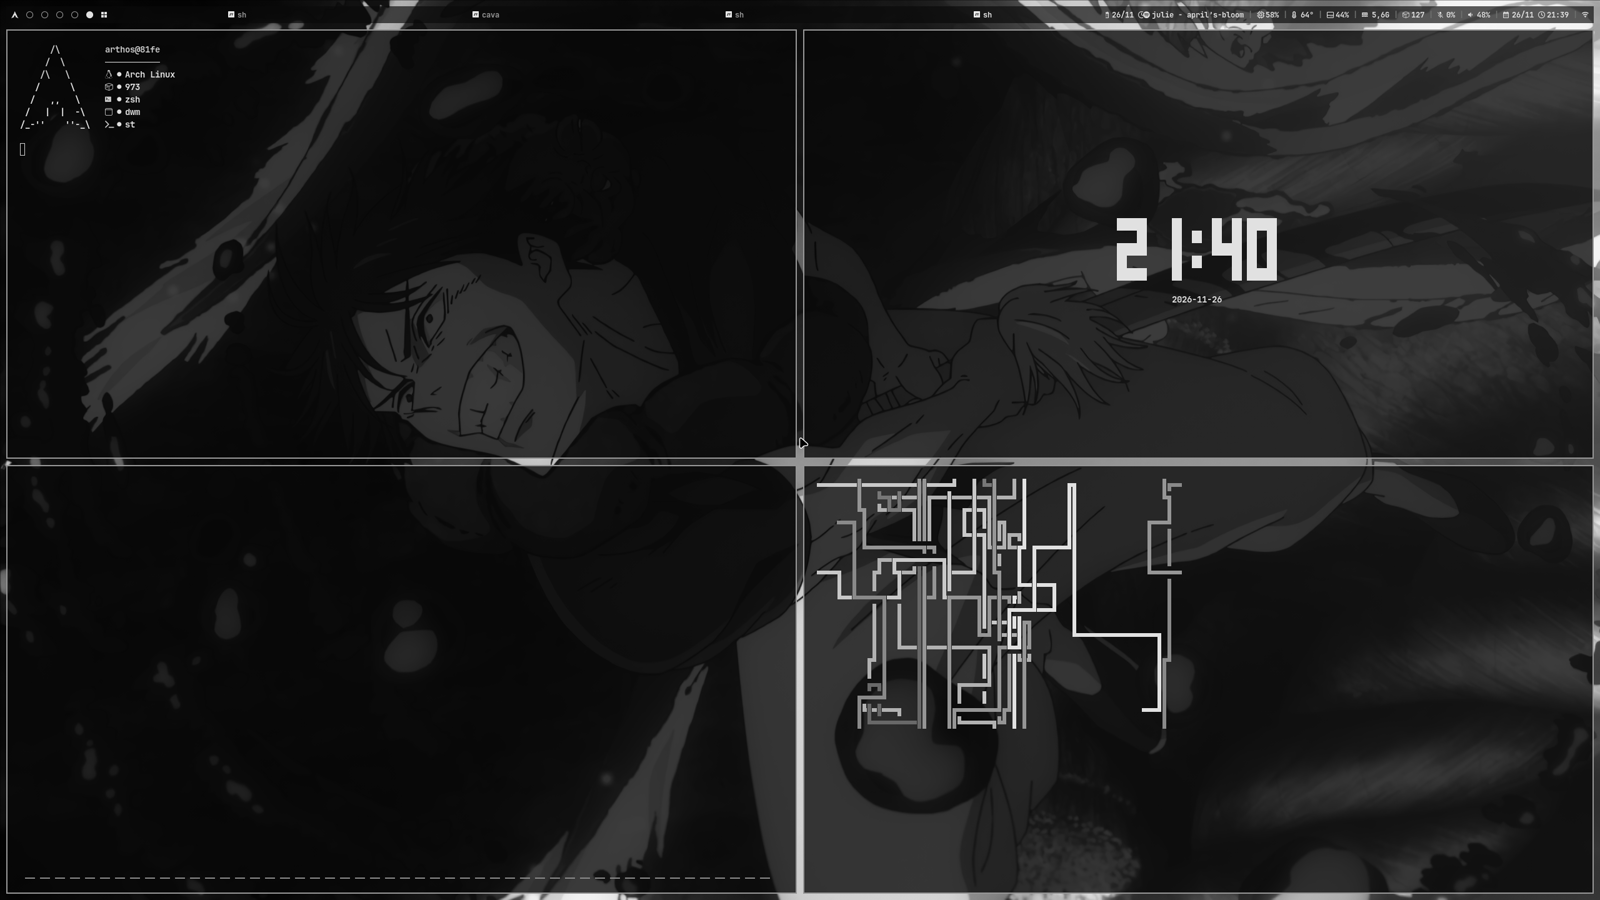 sh cava sh sh 26/11 julie - april's-bloom 58% | 64° | 44% | 5,6G | 127 | 0% | 48% | 26/11 21:39
arthos@81fe
Arch Linux
973
zsh
dwm
st
21:40
2026-11-26